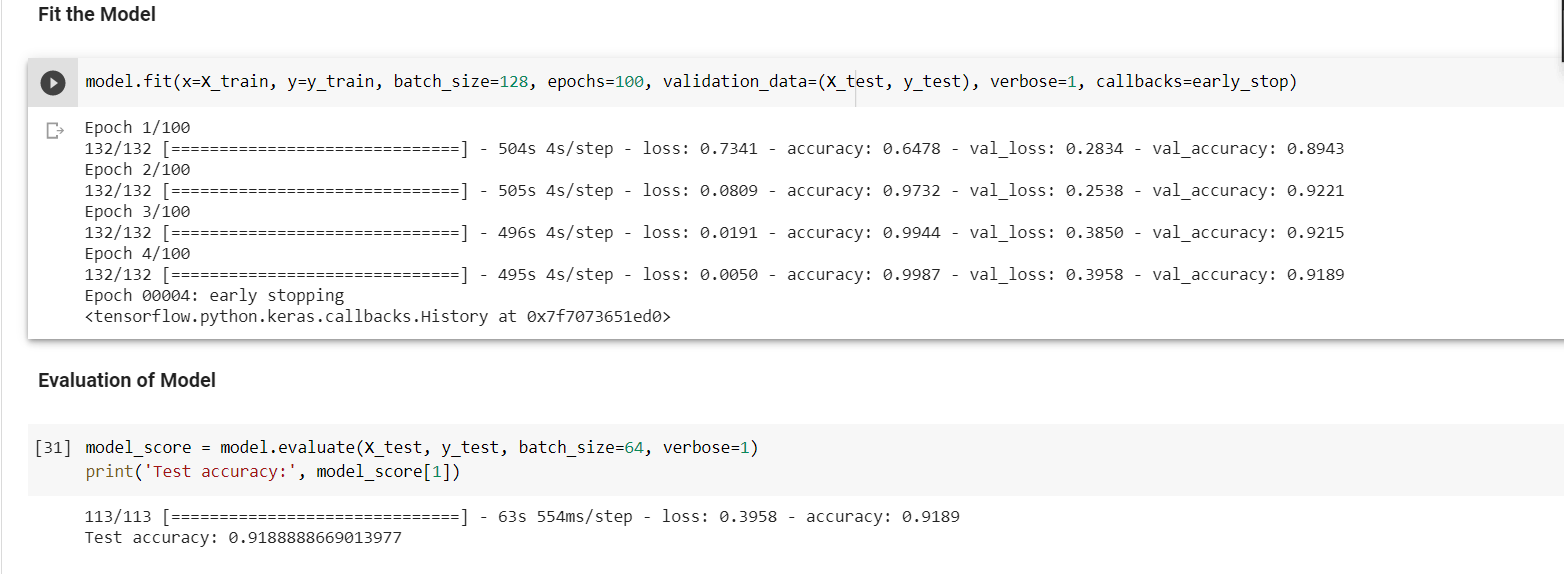 Fit the Model
model.fit(x=X_train, y=y_train, batch_size=128, epochs=100, validation_data=(X_test, y_test), verbose=1, callbacks=early_stop)
Epoch 1/100
132/132 [==============================] - 504s 4s/step - loss: 0.7341 - accuracy: 0.6478 - val_loss: 0.2834 - val_accuracy: 0.8943
Epoch 2/100
132/132 [==============================] - 505s 4s/step - loss: 0.0809 - accuracy: 0.9732 - val_loss: 0.2538 - val_accuracy: 0.9221
Epoch 3/100
132/132 [==============================] - 496s 4s/step - loss: 0.0191 - accuracy: 0.9944 - val_loss: 0.3850 - val_accuracy: 0.9215
Epoch 4/100
132/132 [==============================] - 495s 4s/step - loss: 0.0050 - accuracy: 0.9987 - val_loss: 0.3958 - val_accuracy: 0.9189
Epoch 00004: early stopping
<tensorflow.python.keras.callbacks.History at 0x7f7073651ed0>
Evaluation of Model
[31] model_score = model.evaluate(X_test, y_test, batch_size=64, verbose=1)
print('Test accuracy:', model_score[1])
113/113 [==============================] - 63s 554ms/step - loss: 0.3958 - accuracy: 0.9189
Test accuracy: 0.9188888669013977